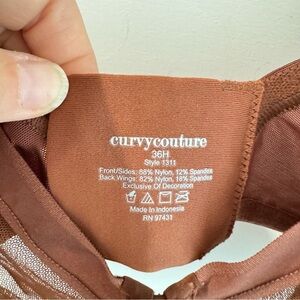 curvycouture
36H
Style 1311
Front/Sides: 88% Nylon, 12% Spandex
Back Wings: 82% Nylon, 18% Spandex
Exclusive Of Decoration
Made In Indonesia
RN 97431